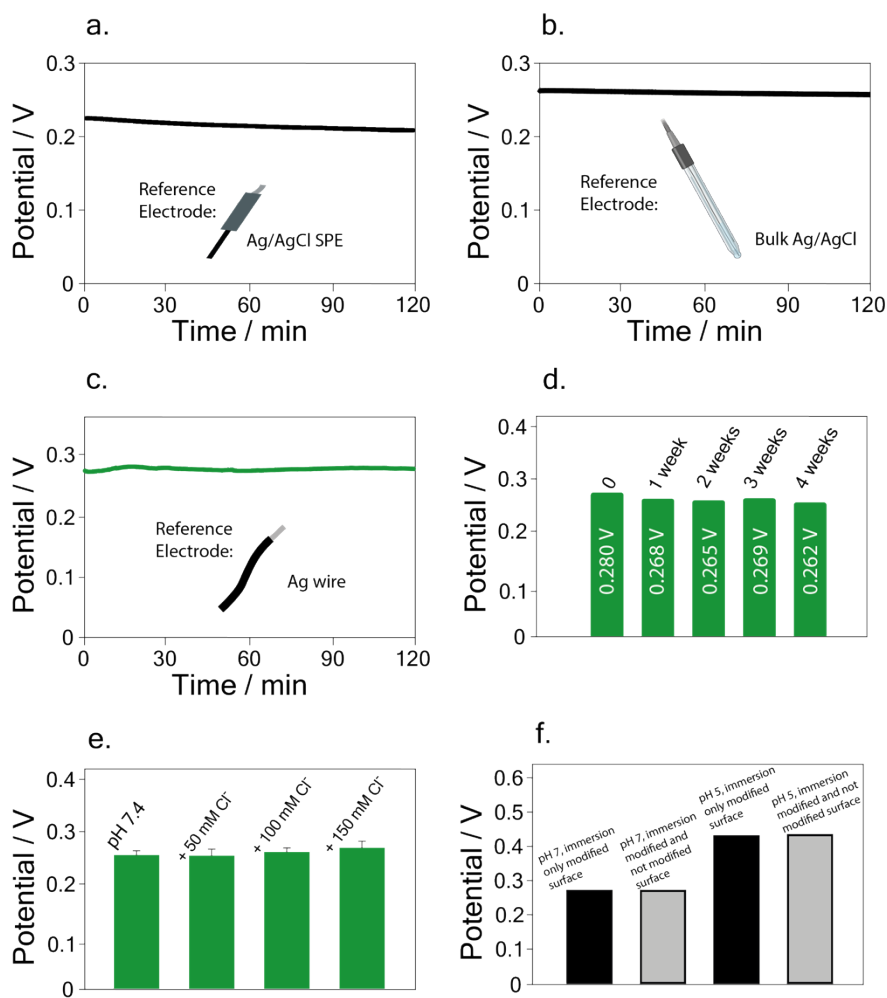 a.
Potential / V
0.3
0.2
0.1
0
Reference
Electrode:
Ag/AgCl SPE
0
30
60
90
120
Time / min
b.
Potential / V
0.3
0.2
0.1
0
Reference
Electrode:
Bulk Ag/AgCl
0
30
60
90
120
Time / min
c.
Potential / V
0.3
0.2
0.1
0
Reference
Electrode:
Ag wire
0
30
60
90
120
Time / min
d.
Potential / V
0.4
0.3
0.2
0.1
0
0
1 week
2 weeks
3 weeks
4 weeks
0.280 V
0.268 V
0.265 V
0.269 V
0.262 V
e.
Potential / V
0.4
0.3
0.2
0.1
0
pH 7.4
+ 50 mM Cl⁻
+ 100 mM Cl⁻
+ 150 mM Cl⁻
f.
Potential / V
0.6
0.5
0.4
0.3
0.2
0.1
0
pH 7, immersion
only modified
surface
pH 7, immersion
modified and
not modified
surface
pH 5, immersion
only modified
surface
pH 5, immersion
modified and not
modified surface